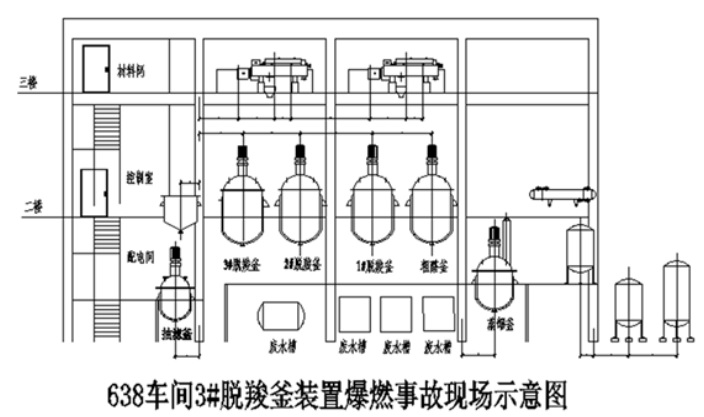 三楼
材料间
控制室
二楼
配电间
3#脱羧釜
2#脱羧釜
1#脱羧釜
粗醛釜
抽滤釜
蒸馏釜
废水槽
废水槽
废水槽
废水槽
638车间3#脱羧釜装置爆燃事故现场示意图